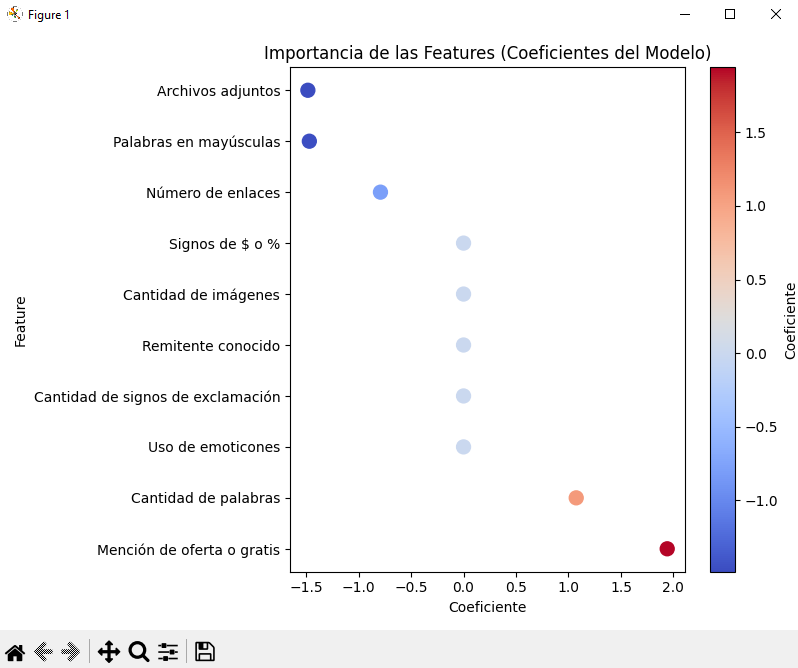 Figure 1
Importancia de las Features (Coeficientes del Modelo)
Archivos adjuntos
Palabras en mayúsculas
Número de enlaces
Signos de $ o %
Cantidad de imágenes
Remitente conocido
Cantidad de signos de exclamación
Uso de emoticones
Cantidad de palabras
Mención de oferta o gratis
Feature
−1.5 −1.0 −0.5 0.0 0.5 1.0 1.5 2.0
Coeficiente
1.5
1.0
0.5
0.0
−0.5
−1.0
Coeficiente